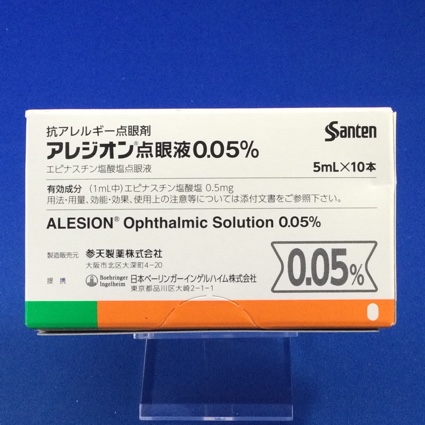 抗アレルギー点眼剤
アレジオン®点眼液0.05%
エピナスチン塩酸塩点眼液
Santen
5mL×10本
有効成分 (1mL中)エピナスチン塩酸塩 0.5mg
用法・用量、効能・効果、使用上の注意等については添付文書をご参照下さい。
ALESION® Ophthalmic Solution 0.05%
製造販売元 参天製薬株式会社
大阪市北区大深町4-20
提 携 Boehringer Ingelheim 日本ベーリンガーインゲルハイム株式会社
東京都品川区大崎2-1-1
0.05%